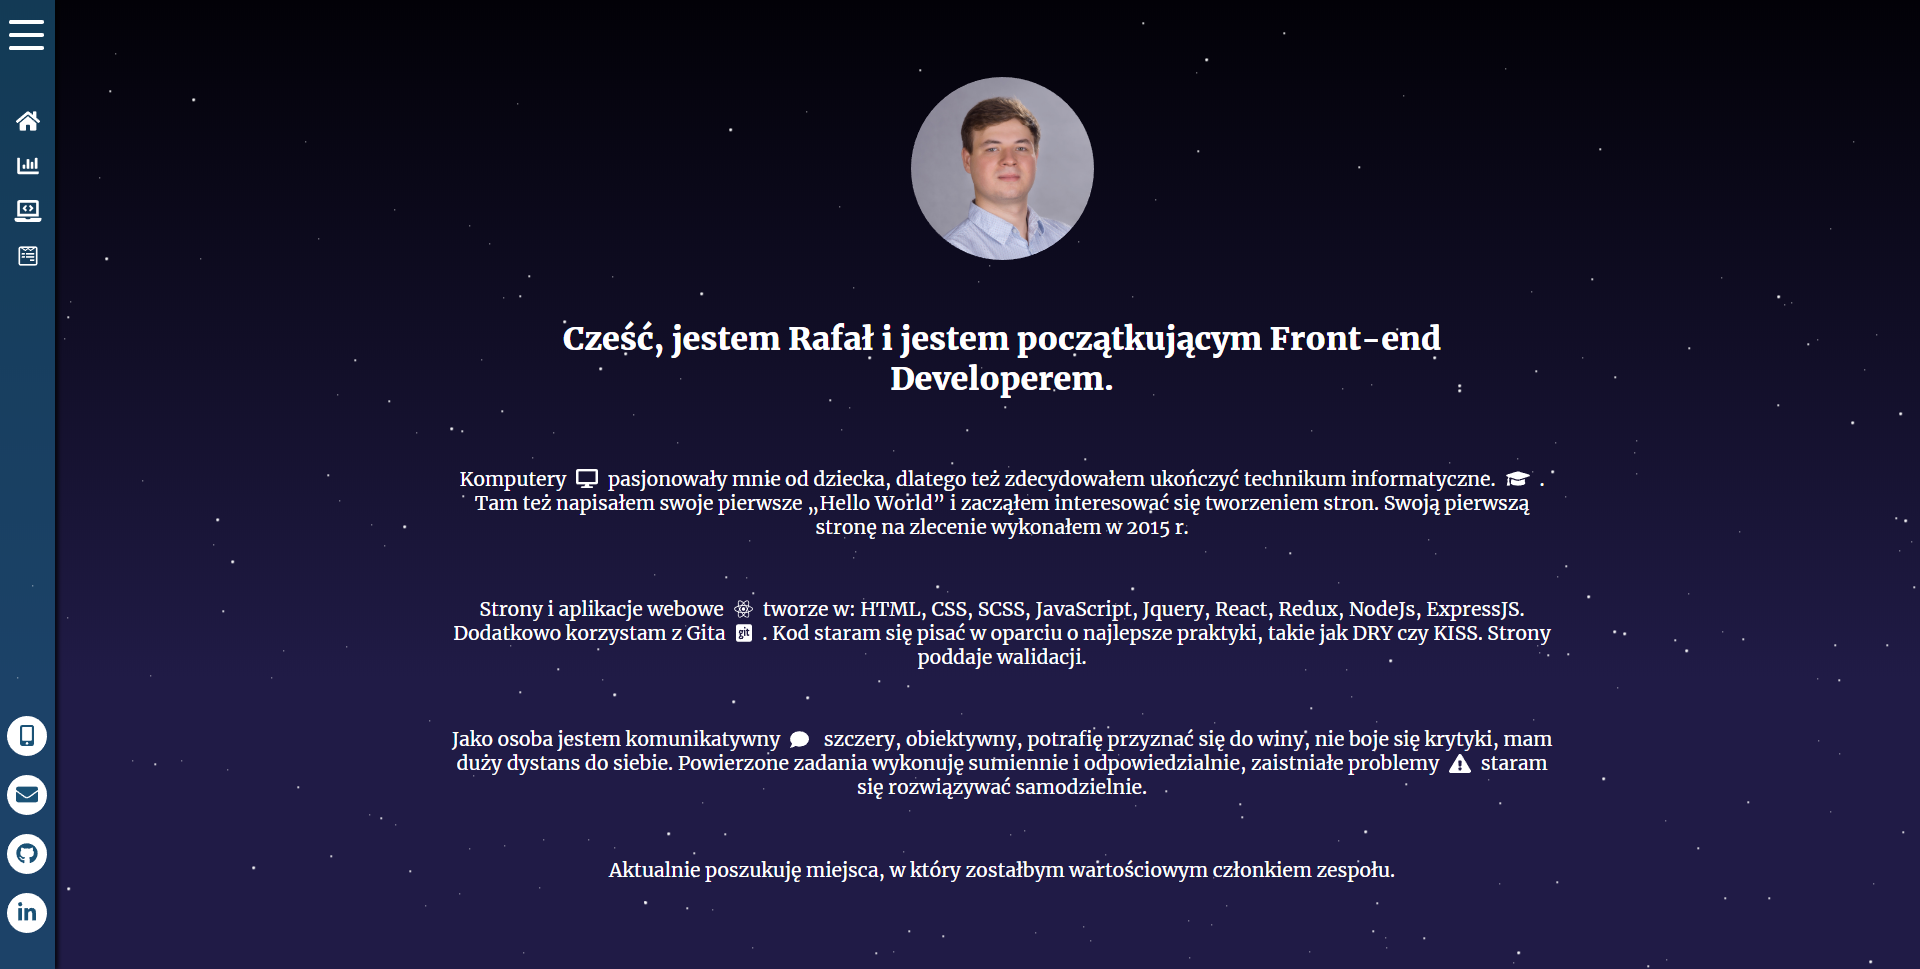 Cześć, jestem Rafał i jestem początkującym Front-end
Developerem.
Komputery pasjonowały mnie od dziecka, dlatego też zdecydowałem ukończyć technikum informatyczne. .
Tam też napisałem swoje pierwsze „Hello World” i zacząłem interesować się tworzeniem stron. Swoją pierwszą
stronę na zlecenie wykonałem w 2015 r.
Strony i aplikacje webowe tworze w: HTML, CSS, SCSS, JavaScript, Jquery, React, Redux, NodeJs, ExpressJS.
Dodatkowo korzystam z Gita git . Kod staram się pisać w oparciu o najlepsze praktyki, takie jak DRY czy KISS. Strony
poddaje walidacji.
Jako osoba jestem komunikatywny szczery, obiektywny, potrafię przyznać się do winy, nie boje się krytyki, mam
duży dystans do siebie. Powierzone zadania wykonuję sumiennie i odpowiedzialnie, zaistniałe problemy staram
się rozwiązywać samodzielnie.
Aktualnie poszukuję miejsca, w który zostałbym wartościowym członkiem zespołu.
in